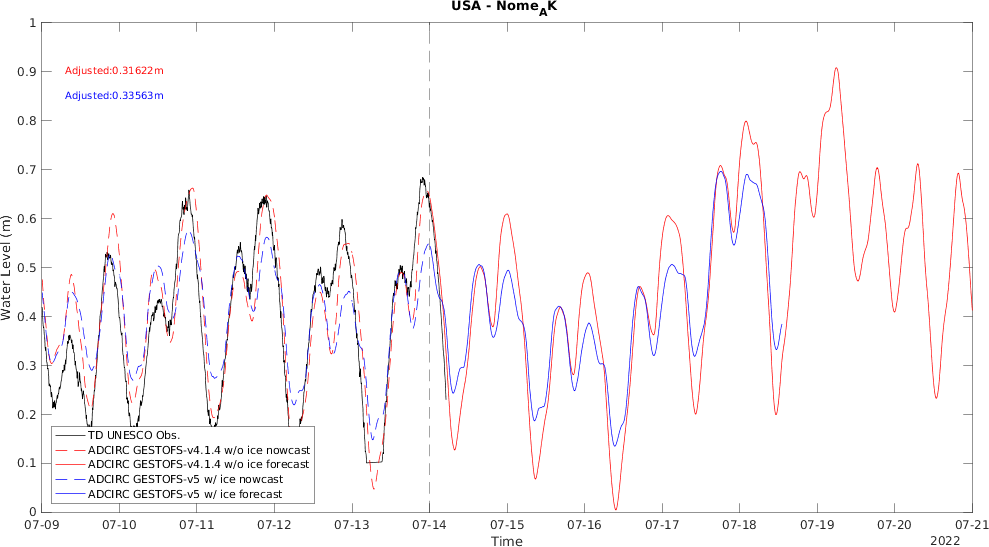 USA - Nome_AK
1
0.9
0.8
0.7
0.6
0.5
0.4
0.3
0.2
0.1
0
Water Level (m)
Adjusted:0.31622m
Adjusted:0.33563m
TD UNESCO Obs.
ADCIRC GESTOFS-v4.1.4 w/o ice nowcast
ADCIRC GESTOFS-v4.1.4 w/o ice forecast
ADCIRC GESTOFS-v5 w/ ice nowcast
ADCIRC GESTOFS-v5 w/ ice forecast
07-09 07-10 07-11 07-12 07-13 07-14 07-15 07-16 07-17 07-18 07-19 07-20 07-21
Time
2022